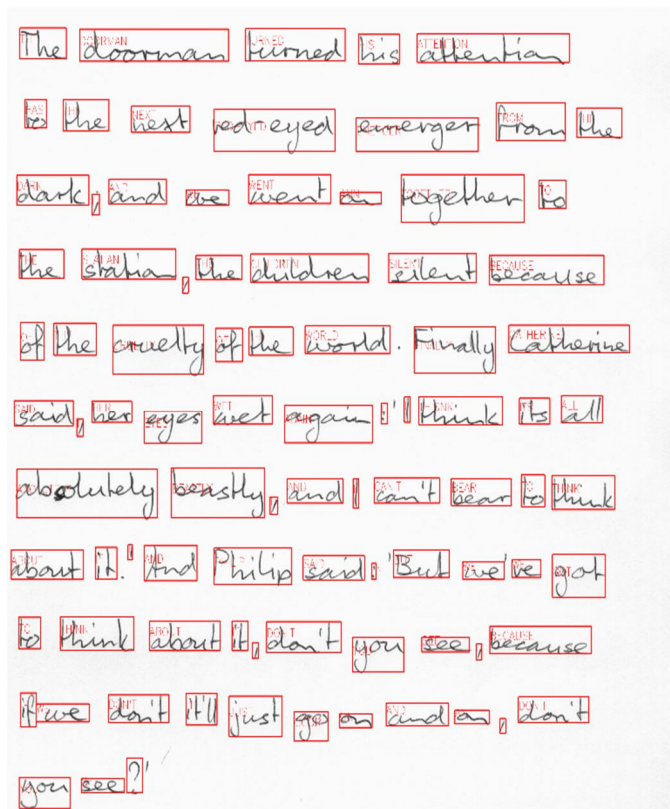 The doorman turned his attention
to the next red-eyed emerger from the
dark, and we went on together to
the station, the children silent because
of the cruelty of the world. Finally Catherine
said, her eyes wet again: 'I think its all
absolutely beastly, and I can't bear to think
about it.' And Philip said: 'But we've got
to think about it, don't you see, because
if we don't it'll just go on and on, don't
you see?'